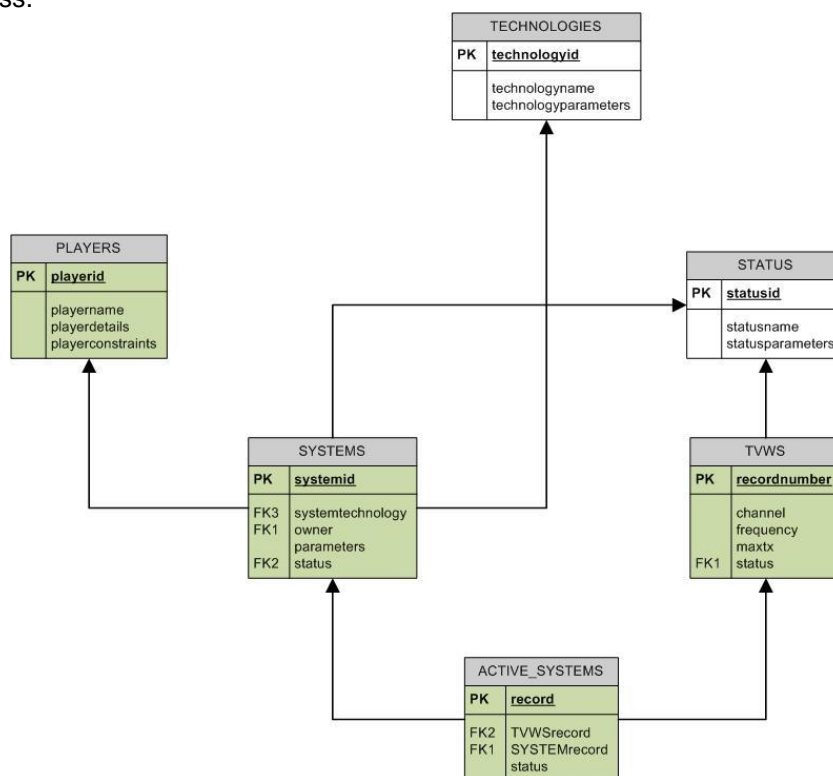 ss.
TECHNOLOGIES
PK technologyid
technologyname
technologyparameters
PLAYERS
PK playerid
playername
playerdetails
playerconstraints
STATUS
PK statusid
statusname
statusparameters
SYSTEMS
PK systemid
FK3 systemtechnology
FK1 owner
parameters
FK2 status
TVWS
PK recordnumber
channel
frequency
maxtx
FK1 status
ACTIVE_SYSTEMS
PK record
FK2 TVWSrecord
FK1 SYSTEMrecord
status